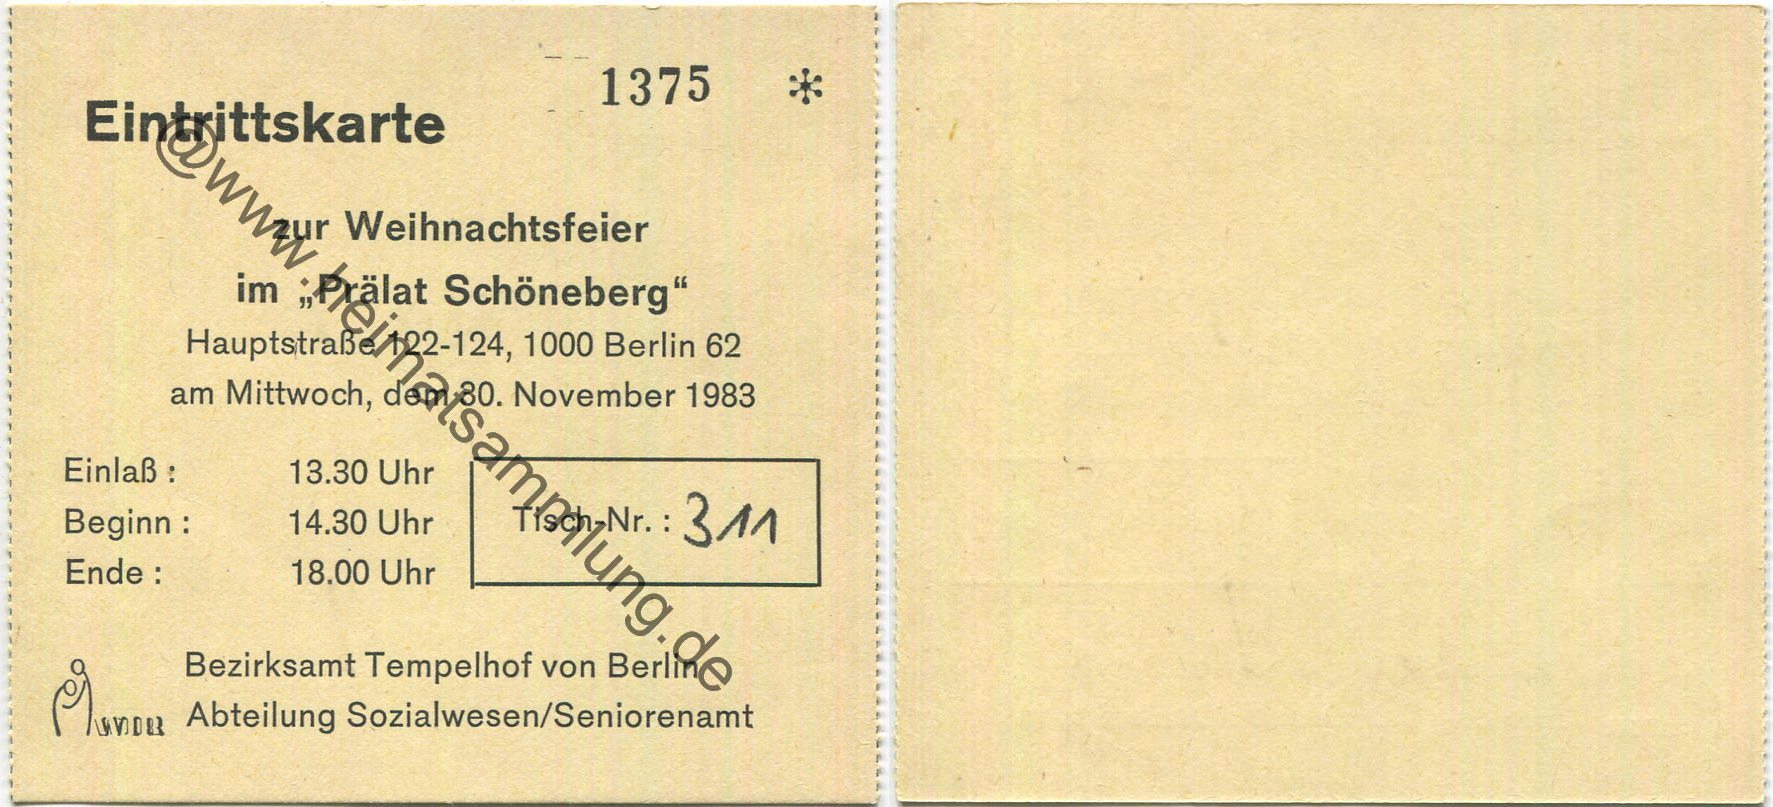 1375 *
Eintrittskarte
zur Weihnachtsfeier
im „Prälat Schöneberg“
Hauptstraße 122-124, 1000 Berlin 62
am Mittwoch, dem 30. November 1983
Einlaß : 13.30 Uhr
Beginn : 14.30 Uhr
Ende : 18.00 Uhr
Tisch-Nr. : 311
Bezirksamt Tempelhof von Berlin
Abteilung Sozialwesen/Seniorenamt
@www.heimatsammlung.de